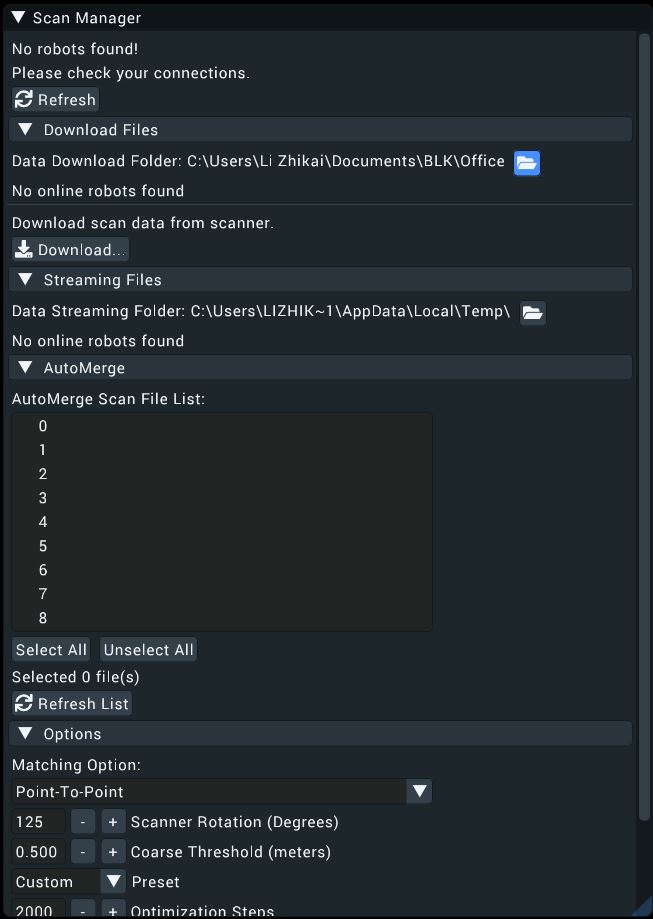 Scan Manager
No robots found!
Please check your connections.
Refresh
Download Files
Data Download Folder: C:\Users\Li Zhikai\Documents\BLK\Office
No online robots found
Download scan data from scanner.
Download...
Streaming Files
Data Streaming Folder: C:\Users\LIZHIK~1\AppData\Local\Temp\
No online robots found
AutoMerge
AutoMerge Scan File List:
0
1
2
3
4
5
6
7
8
Select All Unselect All
Selected 0 file(s)
Refresh List
Options
Matching Option:
Point-To-Point
125 - + Scanner Rotation (Degrees)
0.500 - + Coarse Threshold (meters)
Custom Preset
2000 - + Optimization Steps